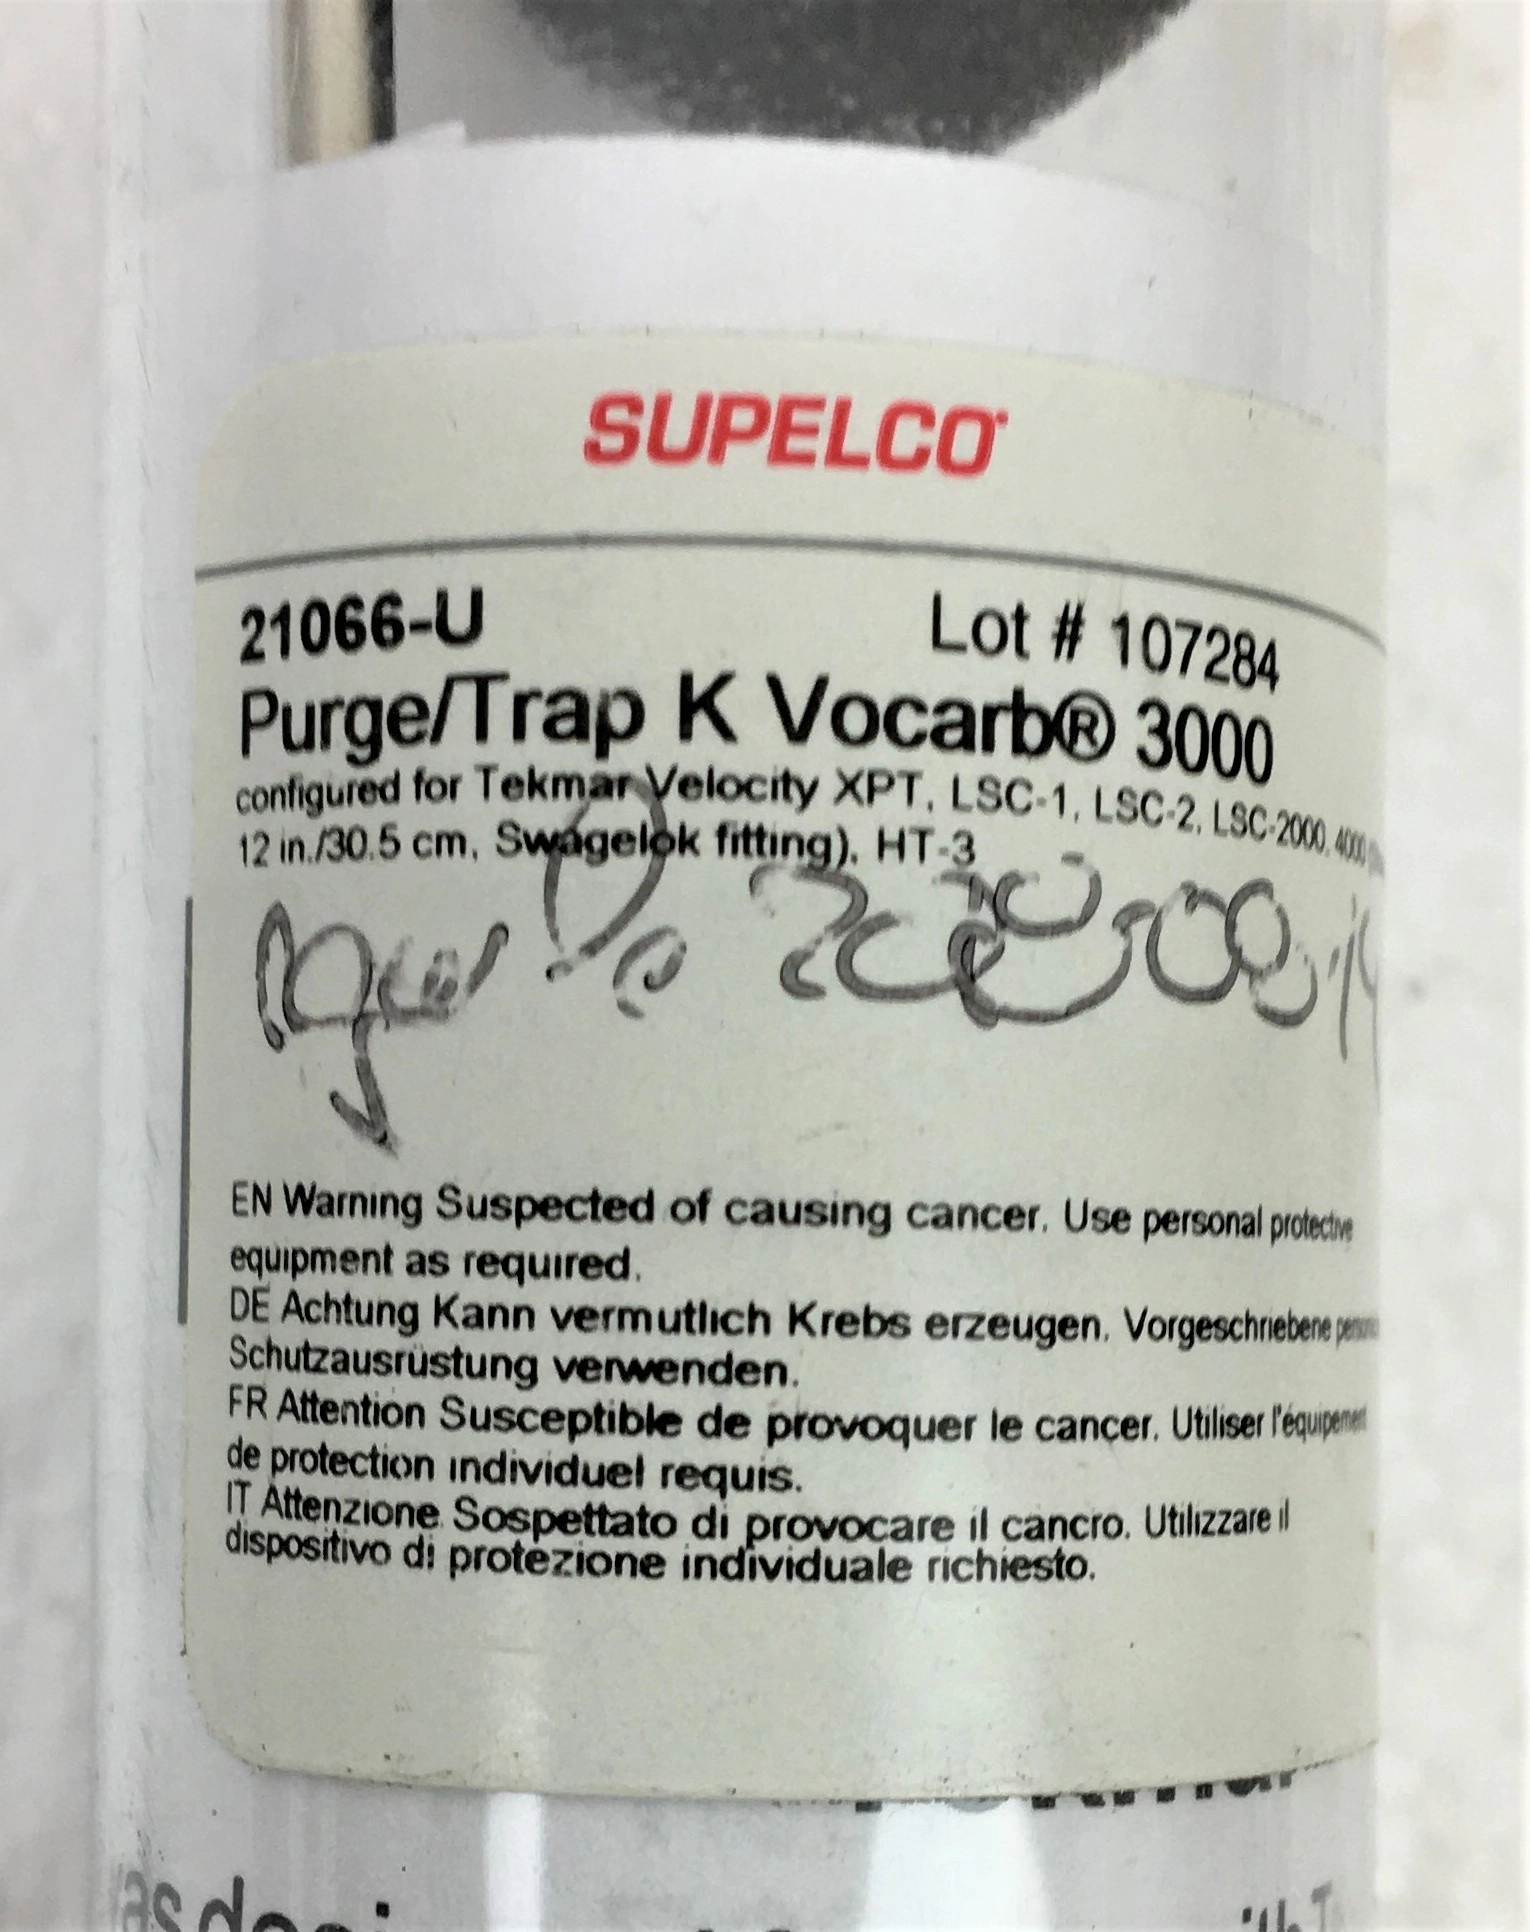 SUPELCO
21066-U Lot # 107284
Purge/Trap K Vocarb® 3000
configured for Tekmar Velocity XPT, LSC-1, LSC-2, LSC-2000, 4000
12 in./30.5 cm, Swagelok fitting), HT-3
EN Warning Suspected of causing cancer. Use personal protective
equipment as required.
DE Achtung Kann vermutlich Krebs erzeugen. Vorgeschriebene
Schutzausrüstung verwenden.
FR Attention Susceptible de provoquer le cancer. Utiliser l'équipement
de protection individuel requis.
IT Attenzione Sospettato di provocare il cancro. Utilizzare il
dispositivo di protezione individuale richiesto.